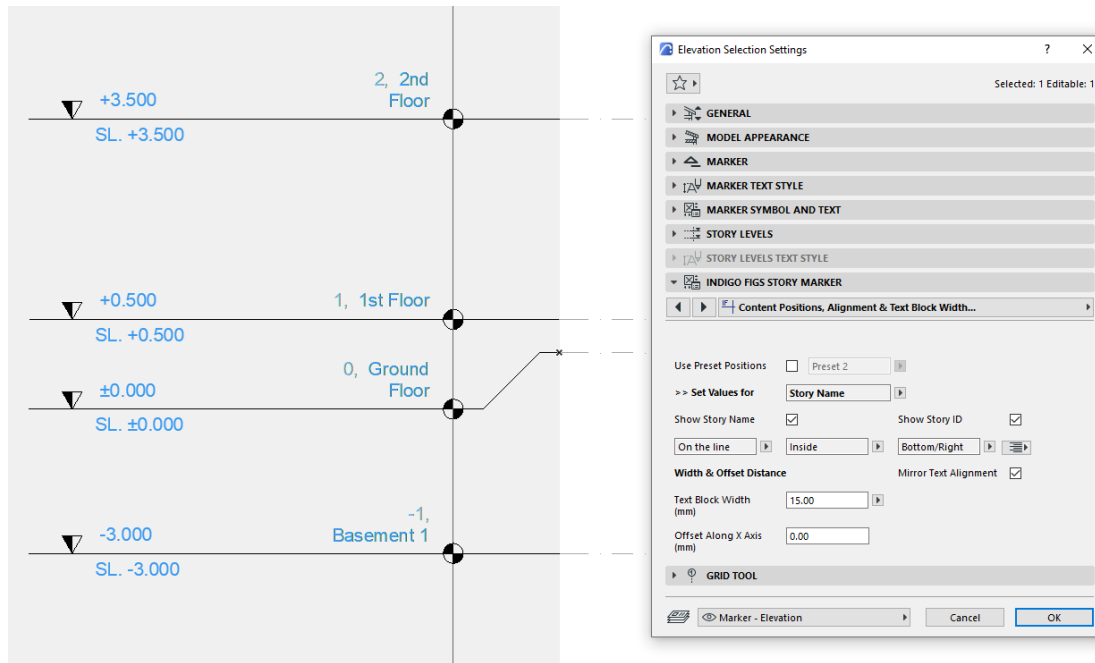 2, 2nd
Floor
+3.500
SL. +3.500
+0.500
1, 1st Floor
SL. +0.500
0, Ground
Floor
±0.000
SL. ±0.000
-1,
Basement 1
-3.000
SL. -3.000
Elevation Selection Settings
?
Selected: 1 Editable: 1
GENERAL
MODEL APPEARANCE
MARKER
MARKER TEXT STYLE
MARKER SYMBOL AND TEXT
STORY LEVELS
STORY LEVELS TEXT STYLE
INDIGO FIGS STORY MARKER
Content Positions, Alignment & Text Block Width...
Use Preset Positions
Preset 2
>> Set Values for
Story Name
Show Story Name
Show Story ID
On the line
Inside
Bottom/Right
Width & Offset Distance
Mirror Text Alignment
Text Block Width
(mm)
15.00
Offset Along X Axis
(mm)
0.00
GRID TOOL
Marker - Elevation
Cancel
OK